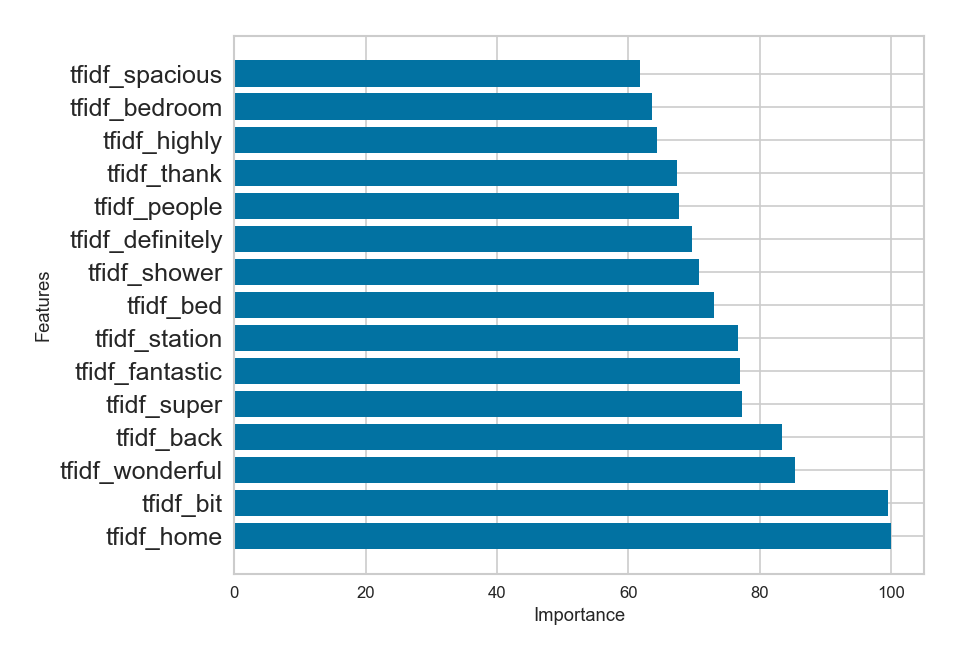 tfidf_spacious
tfidf_bedroom
tfidf_highly
tfidf_thank
tfidf_people
tfidf_definitely
tfidf_shower
tfidf_bed
tfidf_station
tfidf_fantastic
tfidf_super
tfidf_back
tfidf_wonderful
tfidf_bit
tfidf_home
Features
0 20 40 60 80 100
Importance